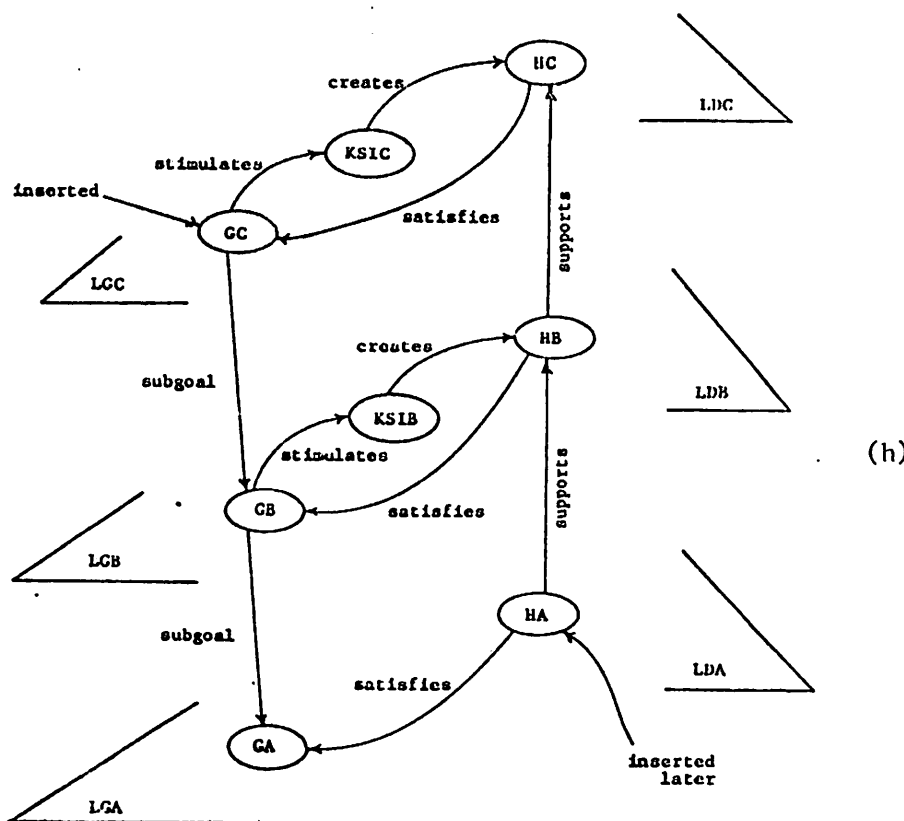 HC
creates
LDC
KSIC
stimulates
inserted
satisfies
GC
supports
LGC
HB
creates
LDB
subgoal
KSIB
stimulates
(h)
supports
GB
satisfies
LGB
HA
subgoal
LDA
satisfies
GA
inserted
later
LGA